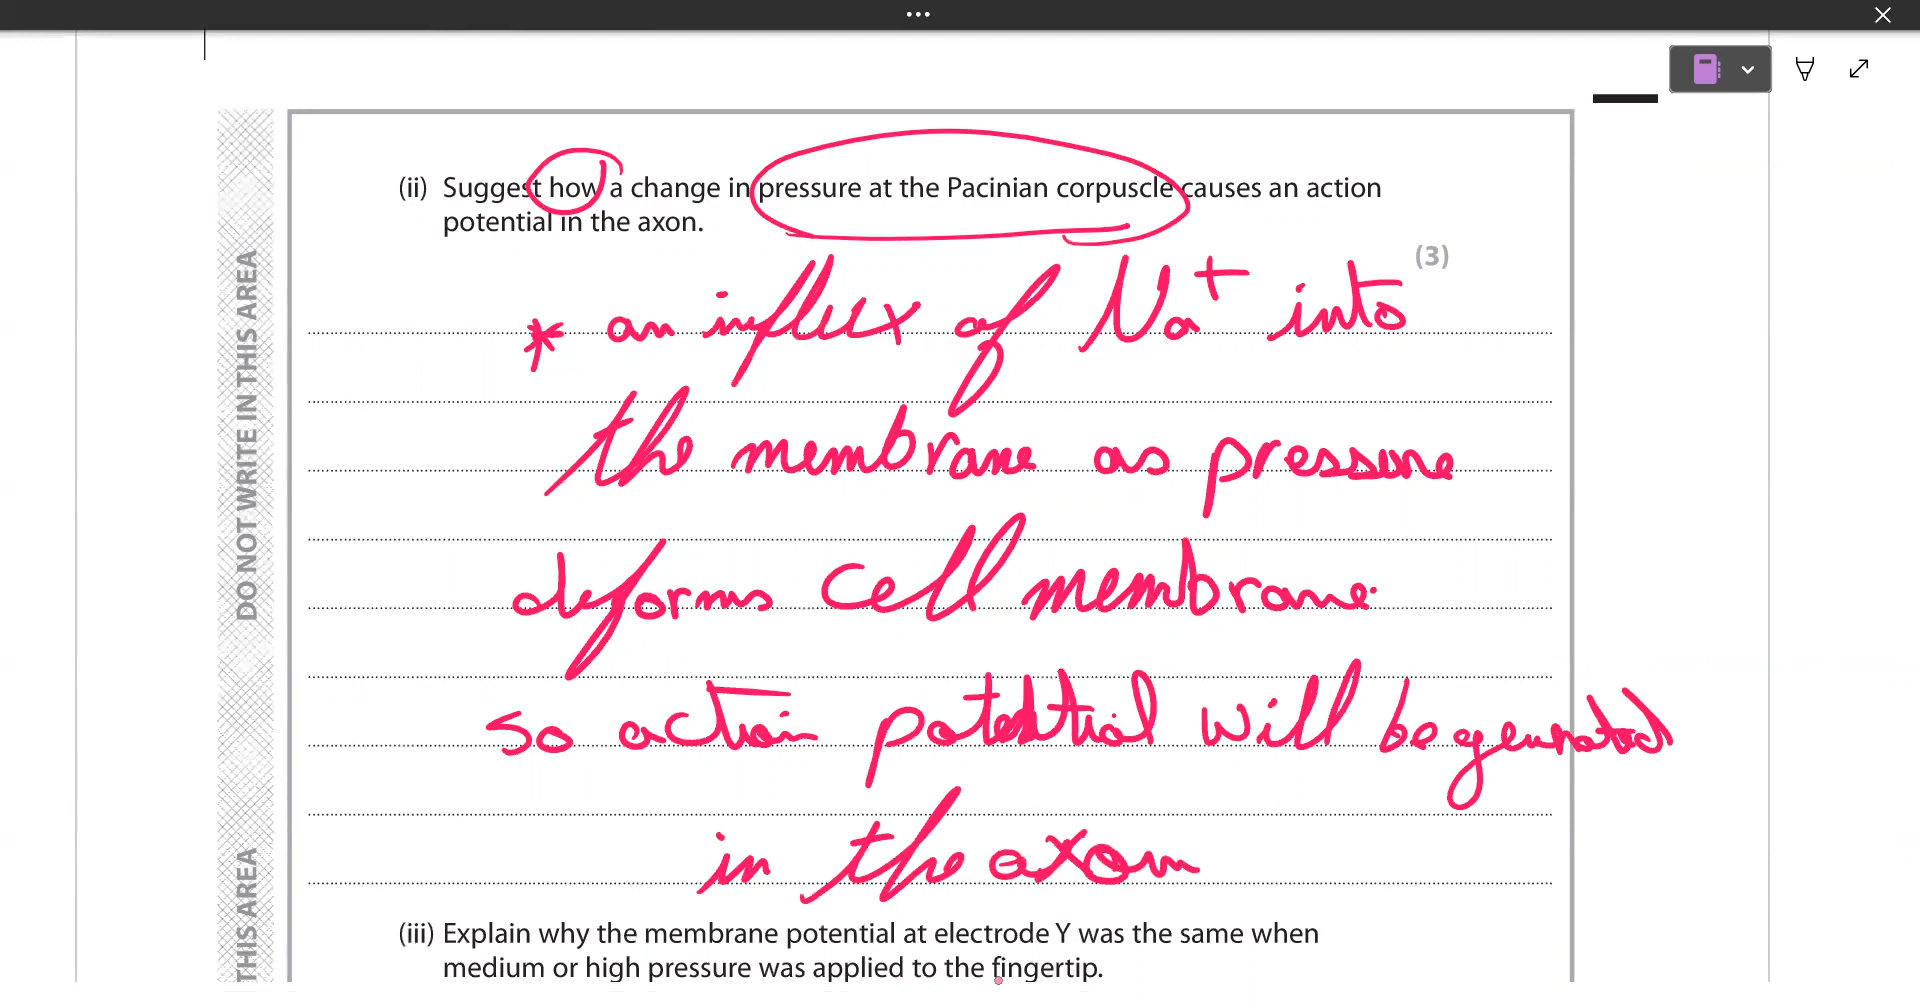 (ii) Suggest how a change in pressure at the Pacinian corpuscle causes an action
potential in the axon.
(3)
* an influx of Na+ into
the membrane as pressure
deforms cell membrane.
so action potential will be generated
in the axon
(iii) Explain why the membrane potential at electrode Y was the same when
medium or high pressure was applied to the fingertip.
DO NOT WRITE IN THIS AREA
THIS AREA